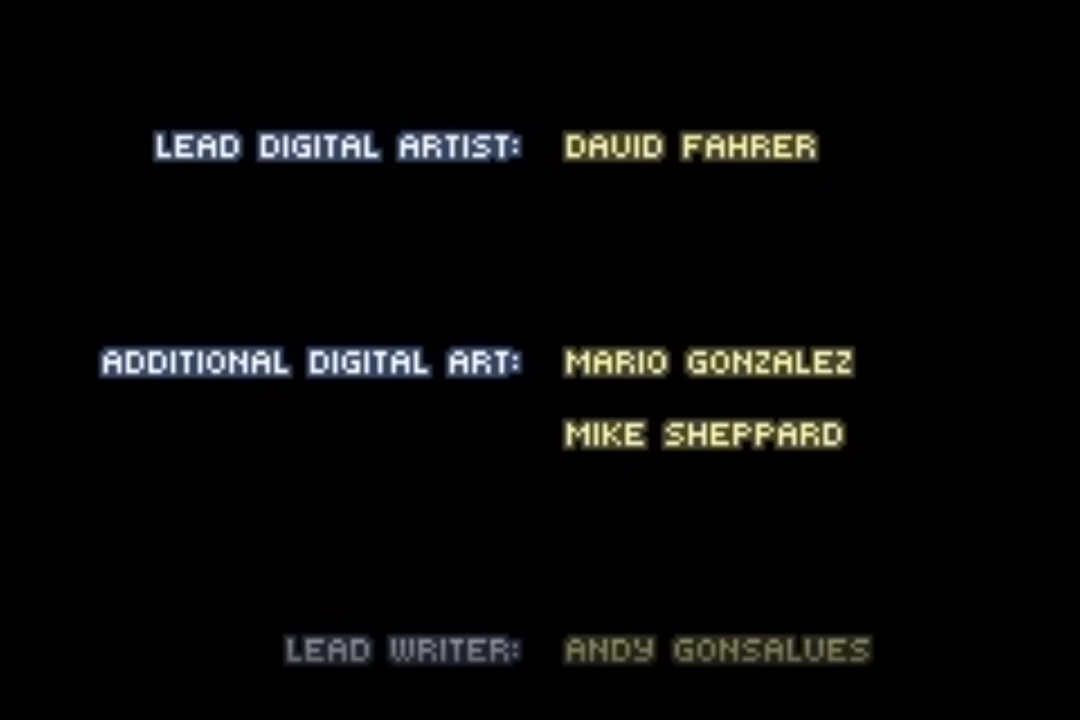 LEAD DIGITAL ARTIST: DAVID FAHRER
ADDITIONAL DIGITAL ART: MARIO GONZALEZ
MIKE SHEPPARD
LEAD WRITER: ANDY GONSALVES